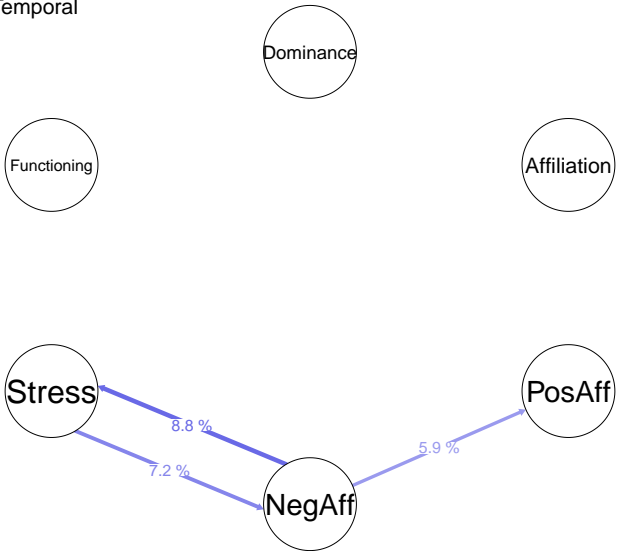 emporal
Dominance
Functioning
Affiliation
Stress
PosAff
8.8 %
5.9 %
7.2 %
NegAff